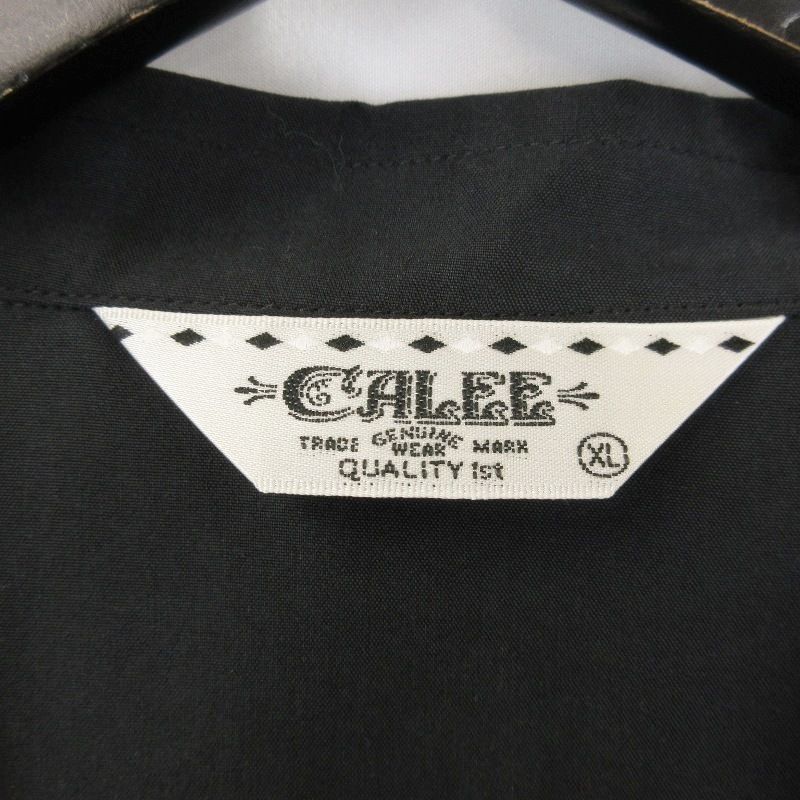 CALEE
TRADE GENUINE WEAR MARK
QUALITY 1st
XL